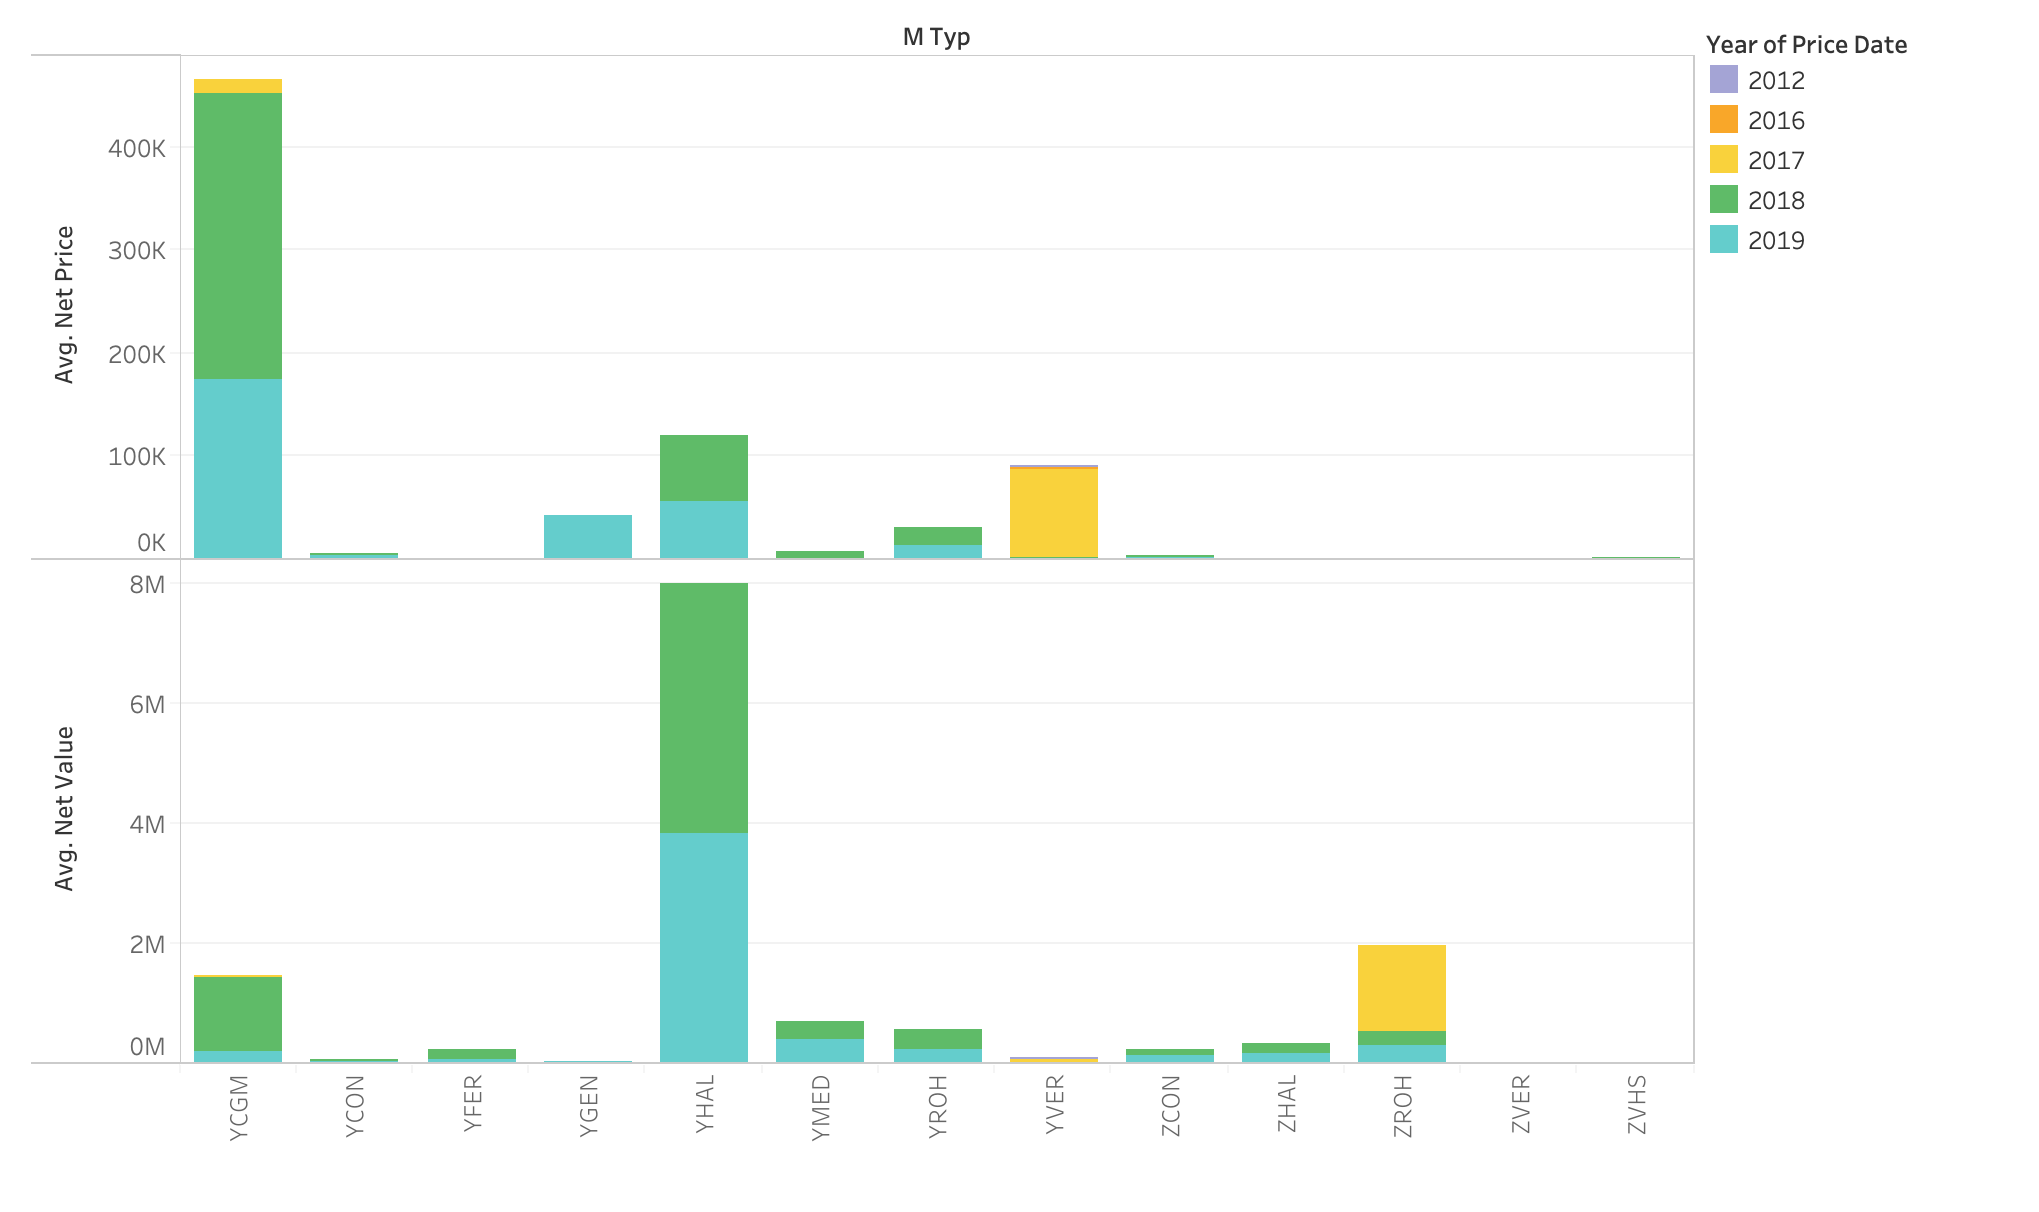 M Typ
Year of Price Date
2012
2016
2017
2018
2019
Avg. Net Price
400K
300K
200K
100K
0K
Avg. Net Value
8M
6M
4M
2M
0M
YCGM
YCON
YFER
YGEN
YHAL
YMED
YROH
YVER
ZCON
ZHAL
ZROH
ZVER
ZVHS